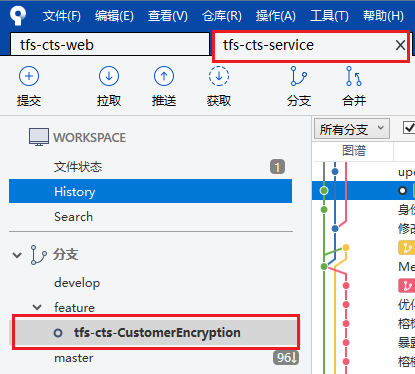 文件(F) 编辑(E) 查看(V) 仓库(R) 操作(A) 工具(T) 帮助(H)
tfs-cts-web tfs-cts-service
提交 拉取 推送 获取 分支 合并
WORKSPACE
文件状态 1
History
Search
分支
develop
feature
tfs-cts-CustomerEncryption
master 96
所有分支
图谱
upd
身份
修改
Me
优化
榕树
暴露
榕树